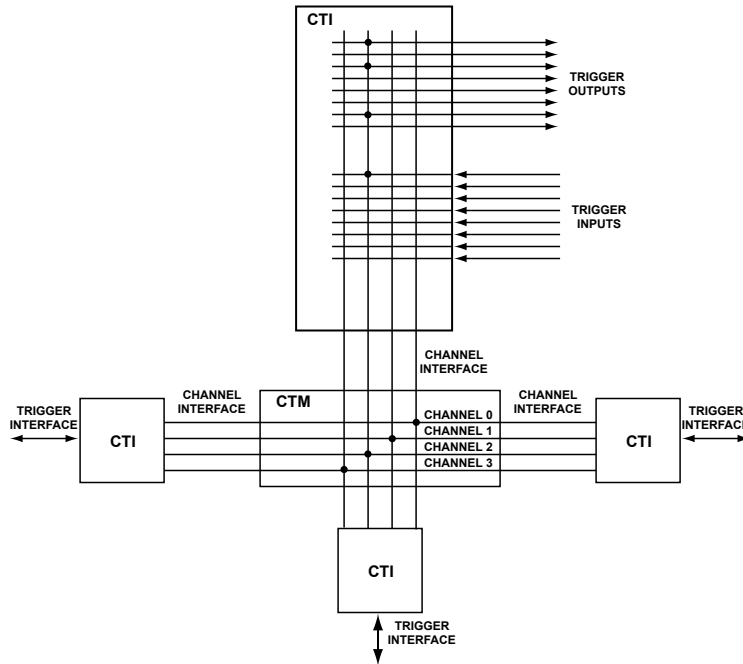 CTI
TRIGGER
OUTPUTS
TRIGGER
INPUTS
CHANNEL
INTERFACE
TRIGGER
INTERFACE
CTI
CHANNEL
INTERFACE
CTM
CHANNEL 0
CHANNEL 1
CHANNEL 2
CHANNEL 3
CHANNEL
INTERFACE
CTI
TRIGGER
INTERFACE
CTI
TRIGGER
INTERFACE